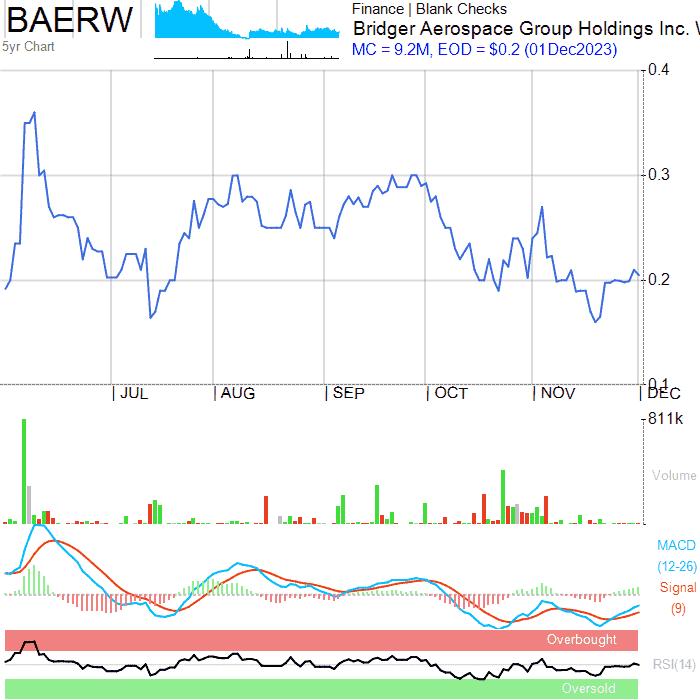 BAERW
5yr Chart
Finance | Blank Checks
Bridger Aerospace Group Holdings Inc. W
MC = 9.2M, EOD = $0.2 (01Dec2023)
0.4
0.3
0.2
0.1
JUL AUG SEP OCT NOV DEC
811k
Volume
MACD
(12-26)
Signal
(9)
Overbought
RSI(14)
Oversold